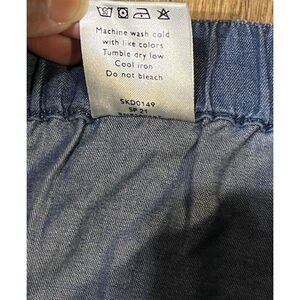 Machine wash cold
with like colors
Tumble dry low
Cool iron
Do not bleach
SKD0149
SP 21